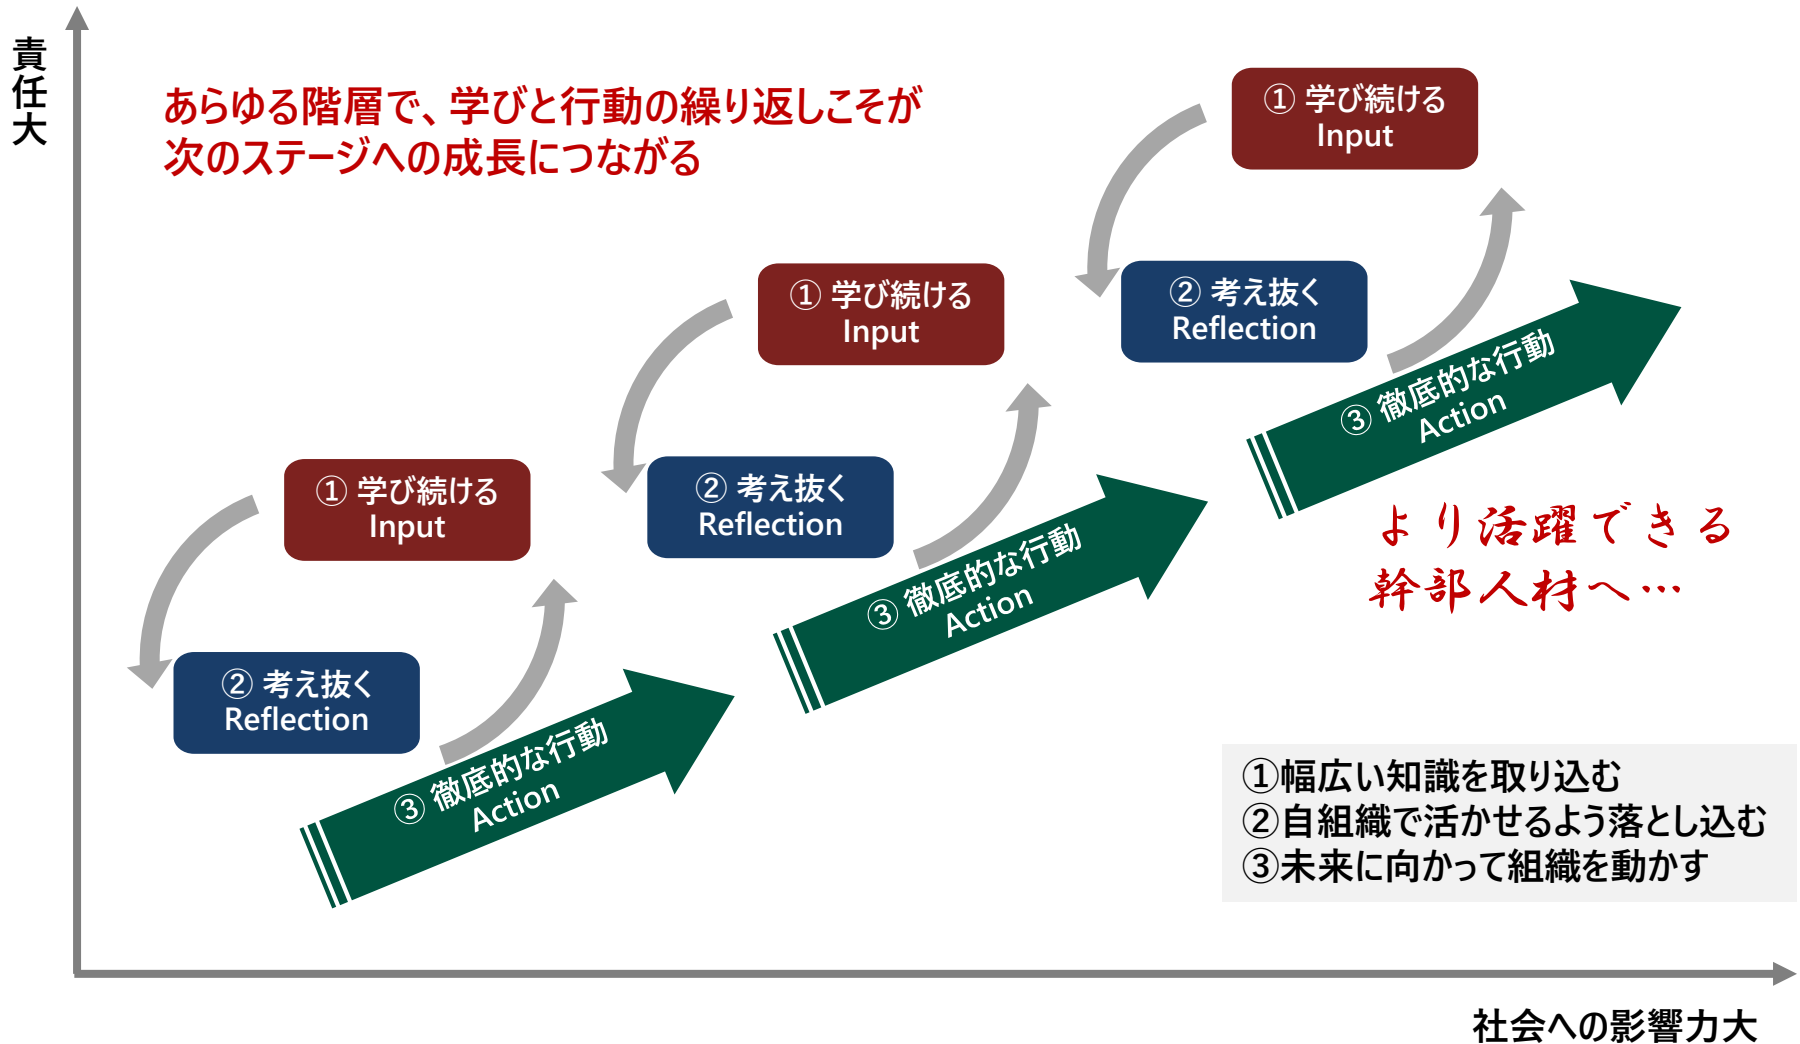 責任大
あらゆる階層で、学びと行動の繰り返しこそが
次のステージへの成長につながる
① 学び続ける
Input
② 考え抜く
Reflection
③ 徹底的な行動
Action
① 学び続ける
Input
② 考え抜く
Reflection
③ 徹底的な行動
Action
① 学び続ける
Input
② 考え抜く
Reflection
③ 徹底的な行動
Action
より活躍できる
幹部人材へ…
①幅広い知識を取り込む
②自組織で活かせるよう落とし込む
③未来に向かって組織を動かす
社会への影響力大